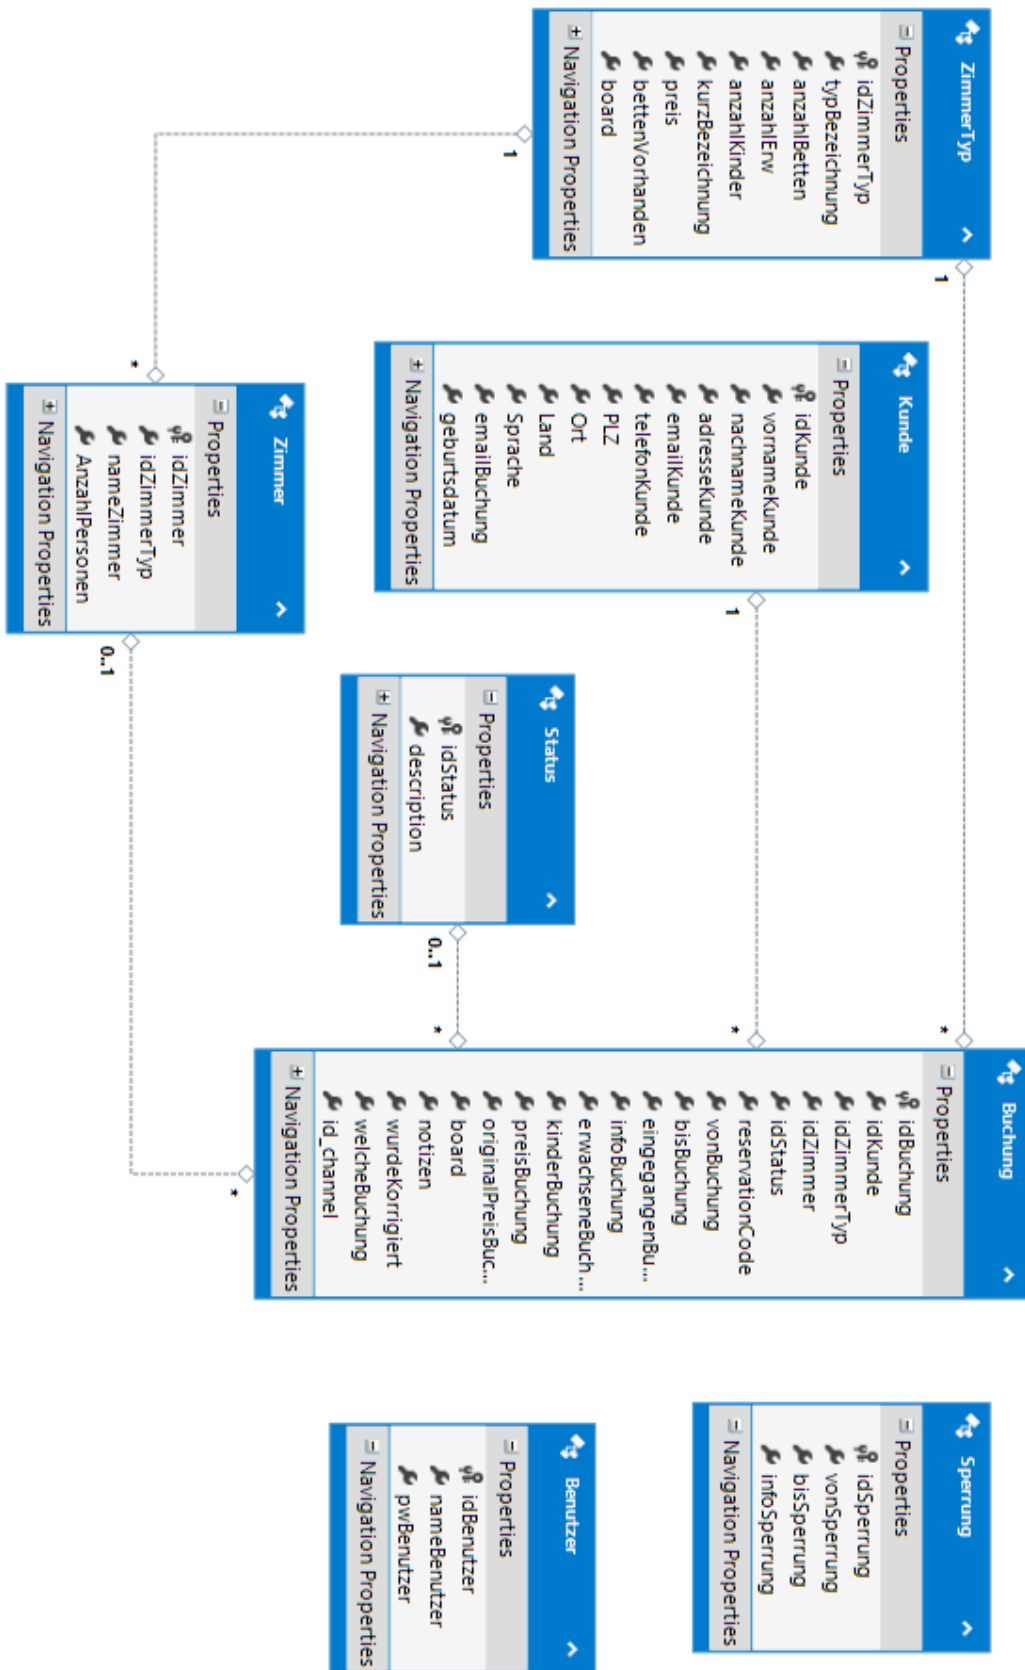 ZimmerTyp
Properties
idZimmerTyp
typBezeichnung
anzahlBetten
anzahlErw
anzahlKinder
kurzBezeichnung
preis
bettenVorhanden
board
Navigation Properties
1
1
*
Kunde
Properties
idKunde
vornameKunde
nachnameKunde
adresseKunde
emailKunde
telefonKunde
PLZ
Ort
Land
Sprache
emailBuchung
geburtsdatum
Navigation Properties
1
Zimmer
Properties
idZimmer
idZimmerTyp
nameZimmer
AnzahlPersonen
Navigation Properties
0..1
Status
Properties
idStatus
description
Navigation Properties
0..1
*
*
*
*
Buchung
Properties
idBuchung
idKunde
idZimmerTyp
idZimmer
idStatus
reservationCode
vonBuchung
bisBuchung
eingegangenBu...
infoBuchung
erwachseneBuch...
kinderBuchung
preisBuchung
originalPreisBuc...
board
notizen
wurdeKorrigiert
welcheBuchung
id_channel
Navigation Properties
Sperrung
Properties
idSperrung
vonSperrung
bisSperrung
infoSperrung
Navigation Properties
Benutzer
Properties
idBenutzer
nameBenutzer
pwBenutzer
Navigation Properties